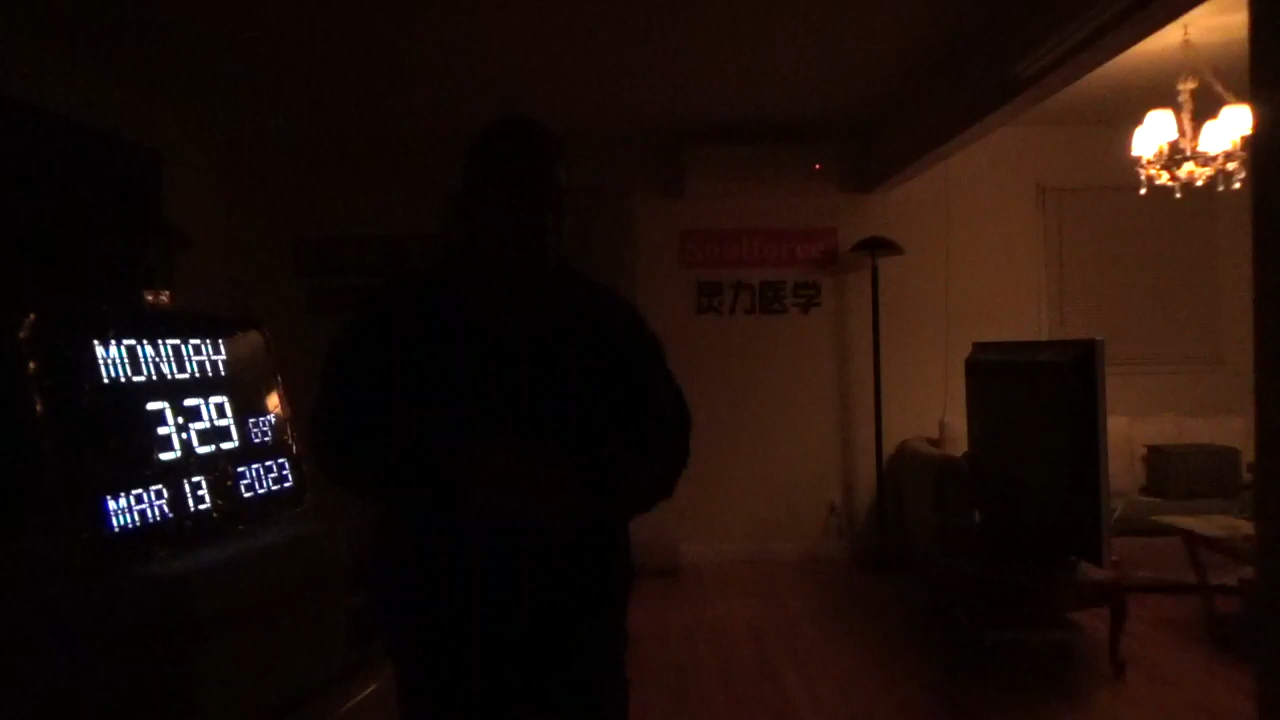 MONDAY
3:29 69°F
MAR 13 2023
Soulforce
灵力医学